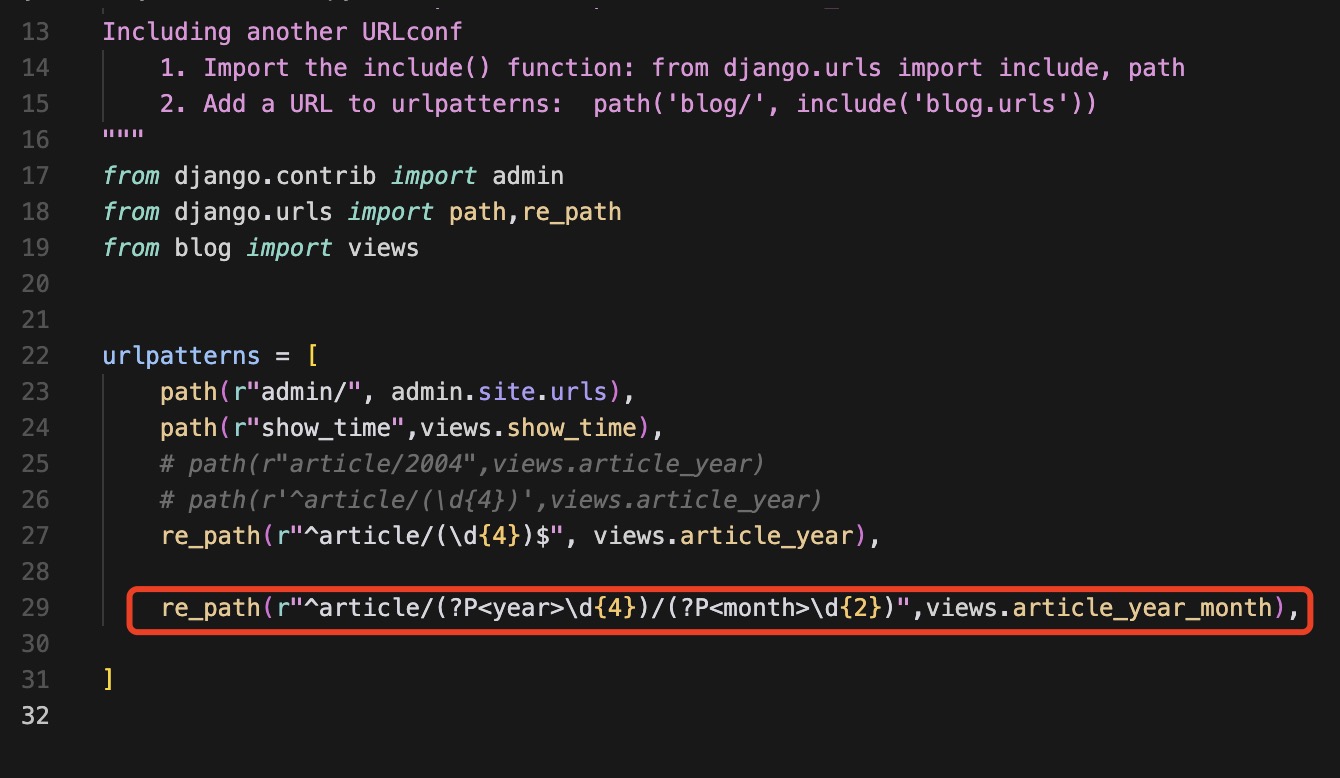 13 Including another URLconf
14     1. Import the include() function: from django.urls import include, path
15     2. Add a URL to urlpatterns:  path('blog/', include('blog.urls'))
16 """
17 from django.contrib import admin
18 from django.urls import path,re_path
19 from blog import views
20
21
22 urlpatterns = [
23     path(r"admin/", admin.site.urls),
24     path(r"show_time",views.show_time),
25     # path(r"article/2004",views.article_year)
26     # path(r'^article/(\d{4})',views.article_year)
27     re_path(r"^article/(\d{4})$", views.article_year),
28
29     re_path(r"^article/(?P<year>\d{4})/(?P<month>\d{2})",views.article_year_month),
30
31 ]
32